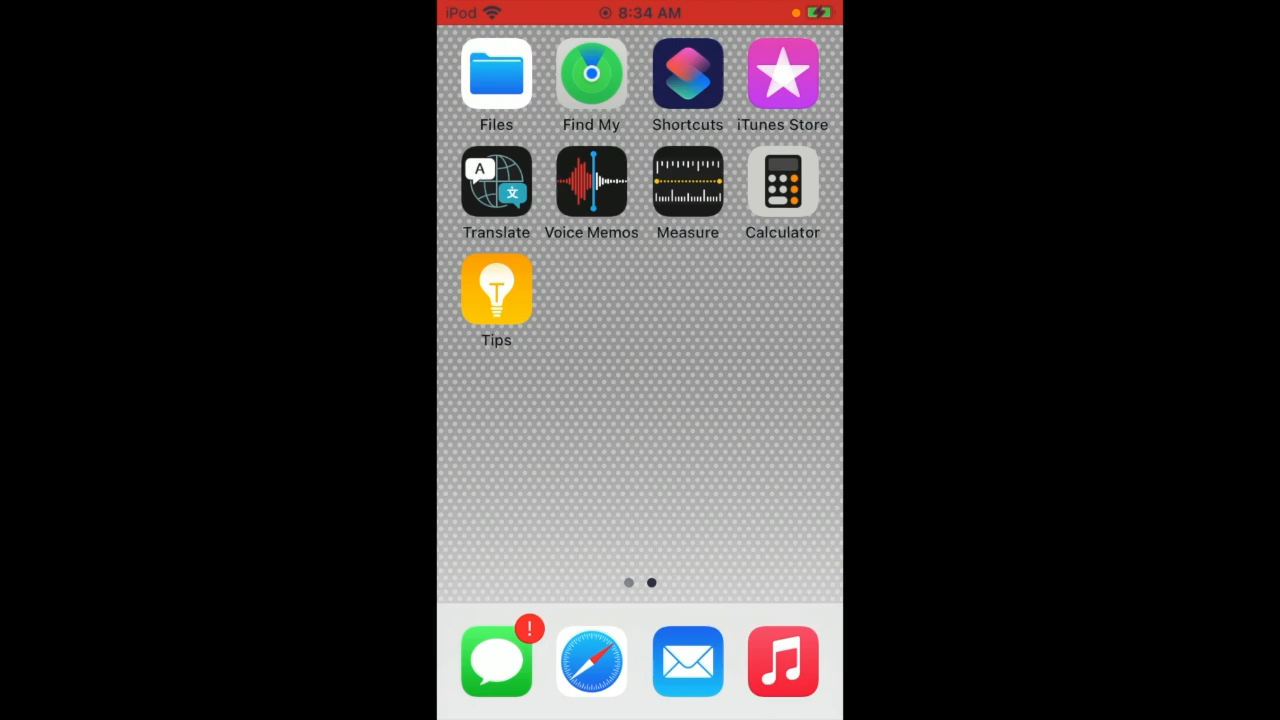 iPod 8:34 AM
Files Find My Shortcuts iTunes Store
A 文
Translate Voice Memos Measure Calculator
T
Tips
!